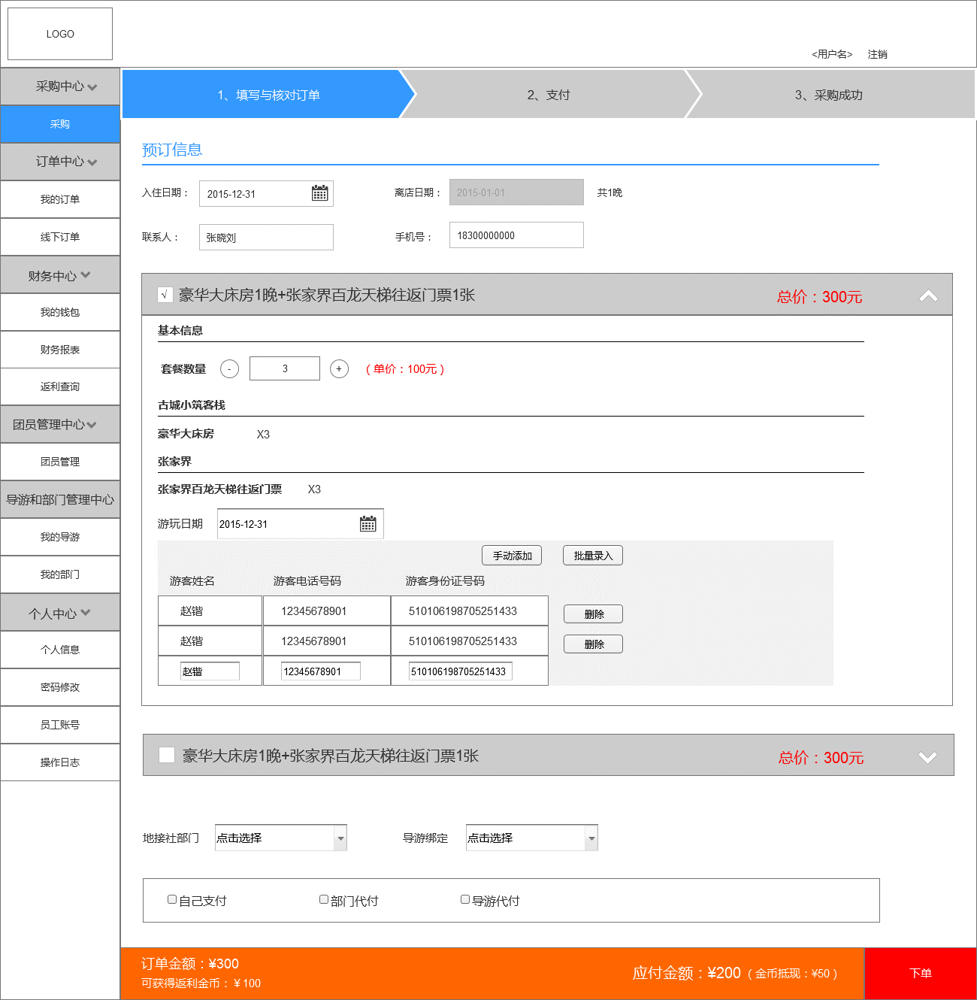 LOGO
<用户名> 注销
采购中心
采购
订单中心
我的订单
线下订单
财务中心
我的钱包
财务报表
返利查询
团员管理中心
团员管理
导游和部门管理中心
我的导游
我的部门
个人中心
个人信息
密码修改
员工账号
操作日志
1、填写与核对订单 2、支付 3、采购成功
预订信息
入住日期： 2015-12-31 离店日期： 2015-01-01 共1晚
联系人： 张晓刘 手机号： 18300000000
√ 豪华大床房1晚+张家界百龙天梯往返门票1张 总价：300元
基本信息
套餐数量 - 3 + （单价：100元）
古城小筑客栈
豪华大床房 X3
张家界
张家界百龙天梯往返门票 X3
游玩日期 2015-12-31
手动添加 批量录入
游客姓名 游客电话号码 游客身份证号码
赵锴 12345678901 510106198705251433 删除
赵锴 12345678901 510106198705251433 删除
赵锴 12345678901 510106198705251433
豪华大床房1晚+张家界百龙天梯往返门票1张 总价：300元
地接社部门 点击选择 导游绑定 点击选择
自己支付 部门代付 导游代付
订单金额：¥300
可获得返利金币：￥100
应付金额：¥200（金币抵现：¥50） 下单